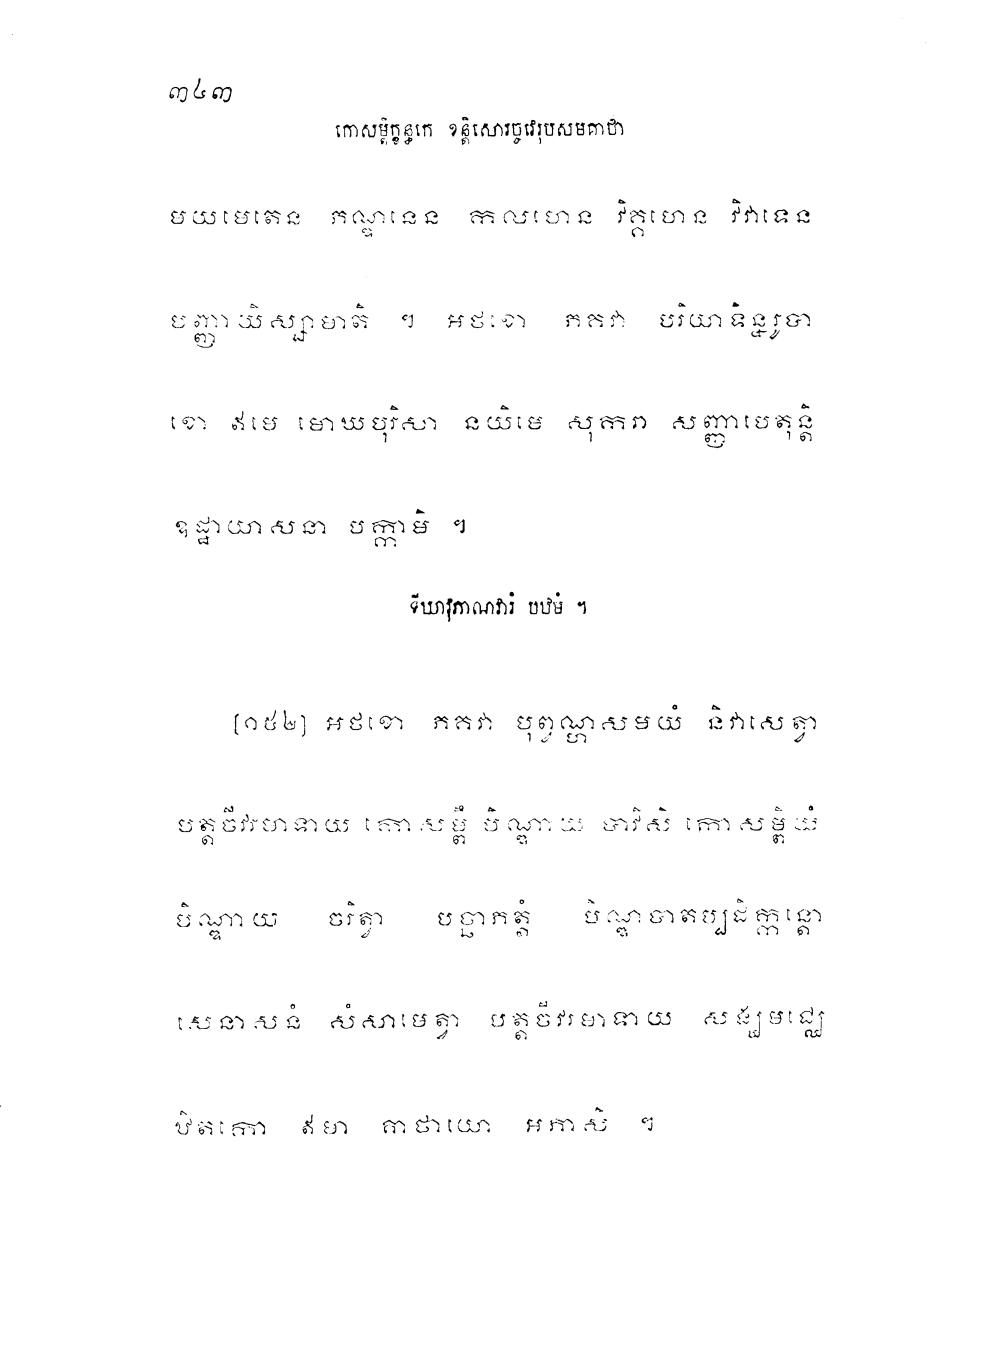 ៣៤៣
កោសម្ពិក្ខន្ធកេ ខន្តិសោរច្ចវេរុបសមគាថា
មយមេតេន ភណ្ឌនេន កលហេន វិគ្គហេន វិវាទេន
បញ្ញាយិស្សាមាតិ ។ អថខោ ភគវា បរិយាទិន្នរូបា
ខោ ឥមេ មោឃបុរិសា នយិមេ សុករា សញ្ញាបេតុន្តិ
ឧដ្ឋាយាសនា បក្កាមិ ។
ទីឃាវុភាណវារំ បឋមំ ។
[១៥២] អថខោ ភគវា បុព្វណ្ហសមយំ និវាសេត្វា
បត្តចីវរមាទាយ កោសម្ពឹ បិណ្ឌាយ បាវិសិ កោសម្ពិយំ
បិណ្ឌាយ ចរិត្វា បច្ឆាភត្តំ បិណ្ឌបាតប្បដិក្កន្តោ
សេនាសនំ សំសាមេត្វា បត្តចីវរមាទាយ សង្ឃមជ្ឈេ
ឋិតកោ ឥមា គាថាយោ អភាសិ ។